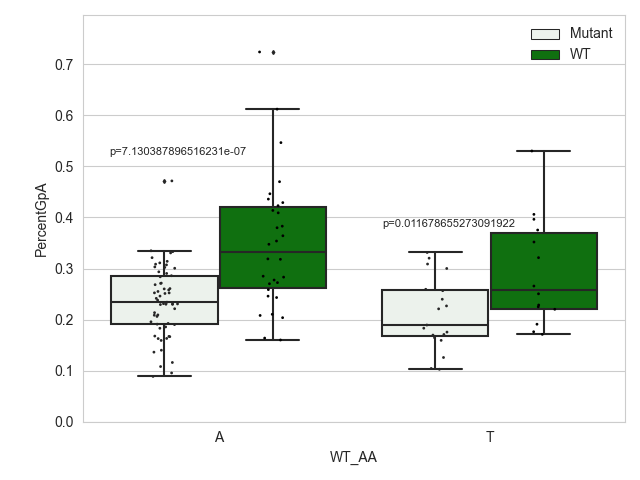 Mutant
WT
0.7
0.6
0.5
0.4
0.3
0.2
0.1
0.0
PercentGpA
p=7.130387896516231e-07
p=0.011678655273091922
A
T
WT_AA